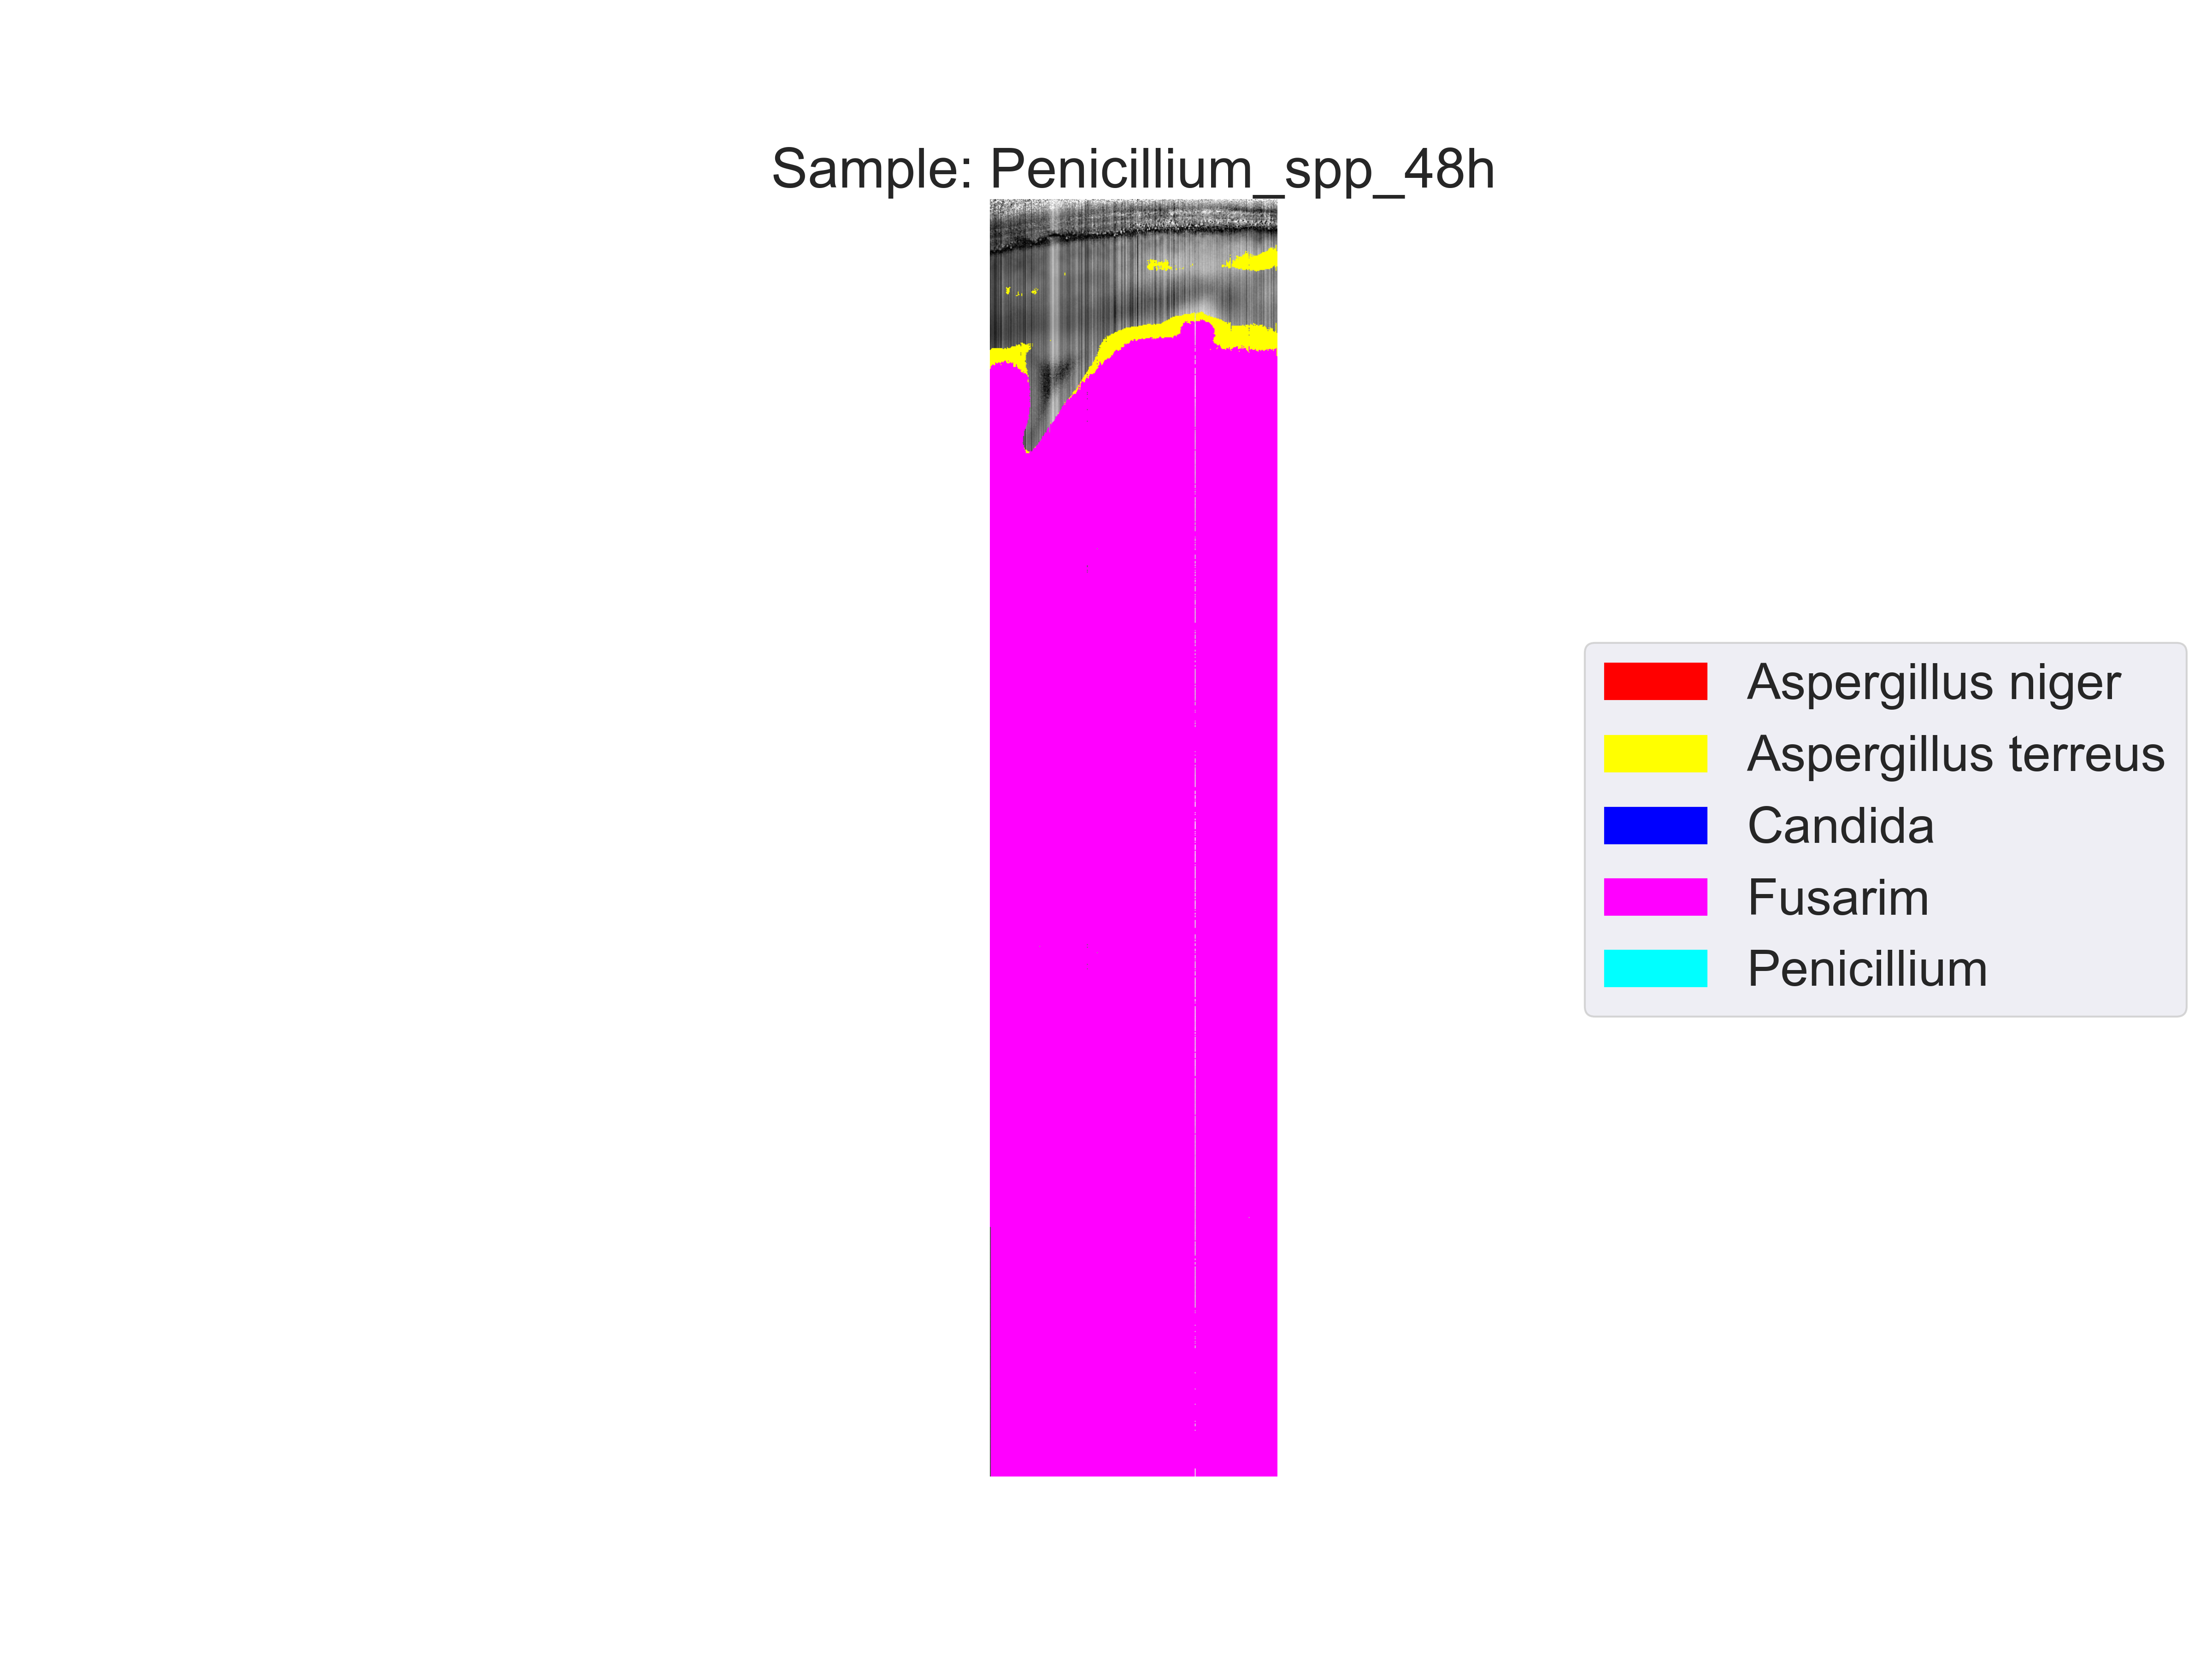 Sample: Penicillium_spp_48h
Aspergillus niger
Aspergillus terreus
Candida
Fusarim
Penicillium